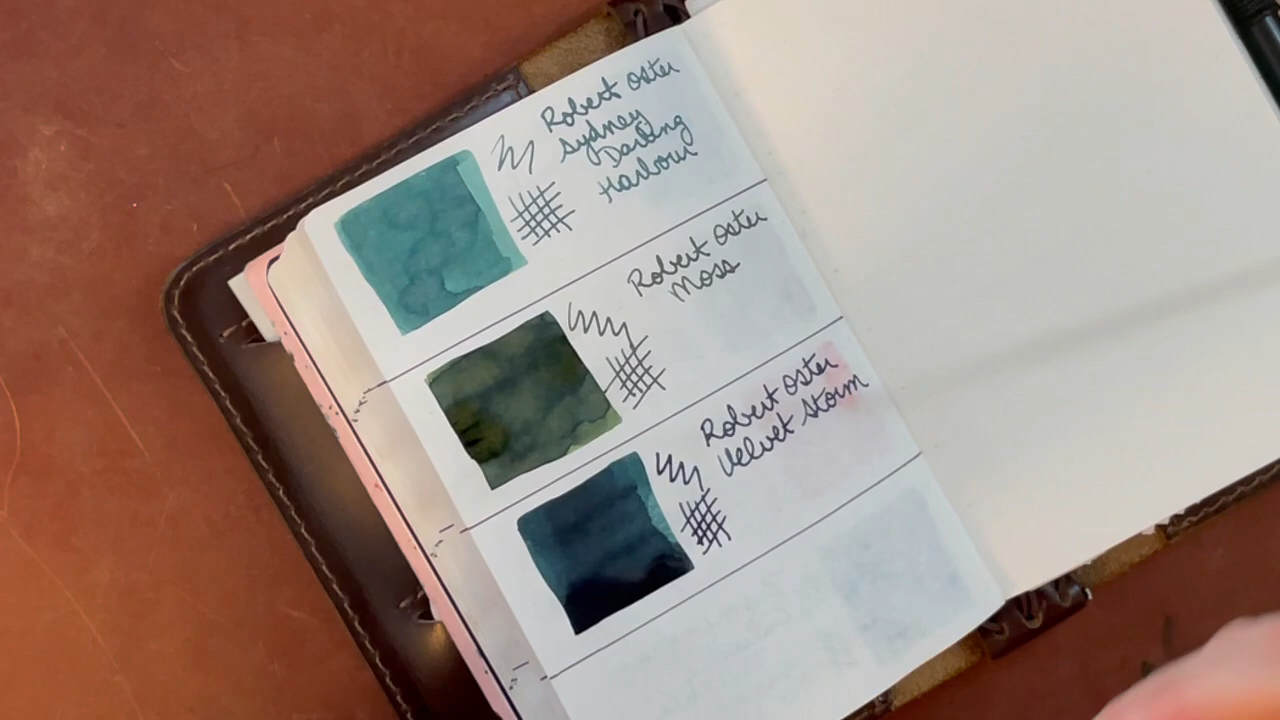 Robert Oster
Sydney
Darling
Harbour
Robert Oster
Moss
Robert Oster
Velvet Storm